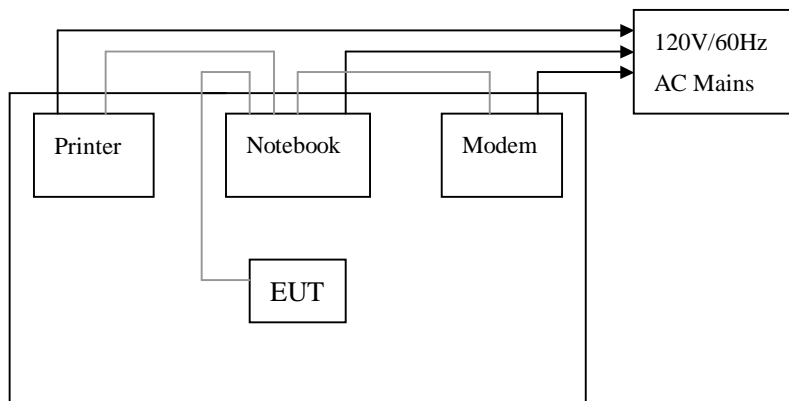 120V/60Hz
AC Mains
Printer
Notebook
Modem
EUT